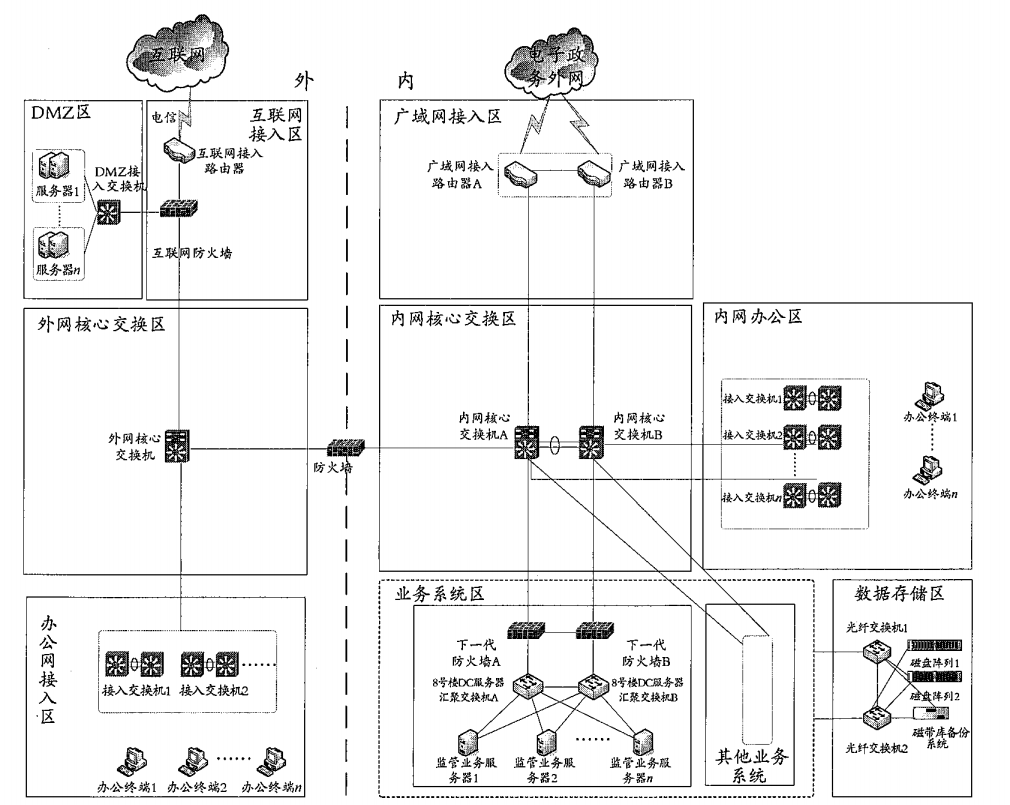 互联网
外
内
电子政
务外网
DMZ区
电信
互联网
接入区
互联网接入
路由器
服务器1
DMZ接
入交换机
服务器n
互联网防火墙
广域网接入区
广域网接入
路由器A
广域网接入
路由器B
外网核心交换区
外网核心
交换机
防火墙
内网核心交换区
内网核心
交换机A
内网核心
交换机B
内网办公区
接入交换机1
接入交换机2
接入交换机n
办公终端1
办公终端n
办公网接入区
接入交换机1
接入交换机2
办公终端1
办公终端2
办公终端n
业务系统区
下一代
防火墙A
下一代
防火墙B
8号楼DC服务器
汇聚交换机A
8号楼DC服务器
汇聚交换机B
监管业务服
务器1
监管业务服
务器2
监管业务服
务器n
其他业务
系统
数据存储区
光纤交换机1
磁盘阵列1
磁盘阵列2
光纤交换机2
磁带库备份
系统